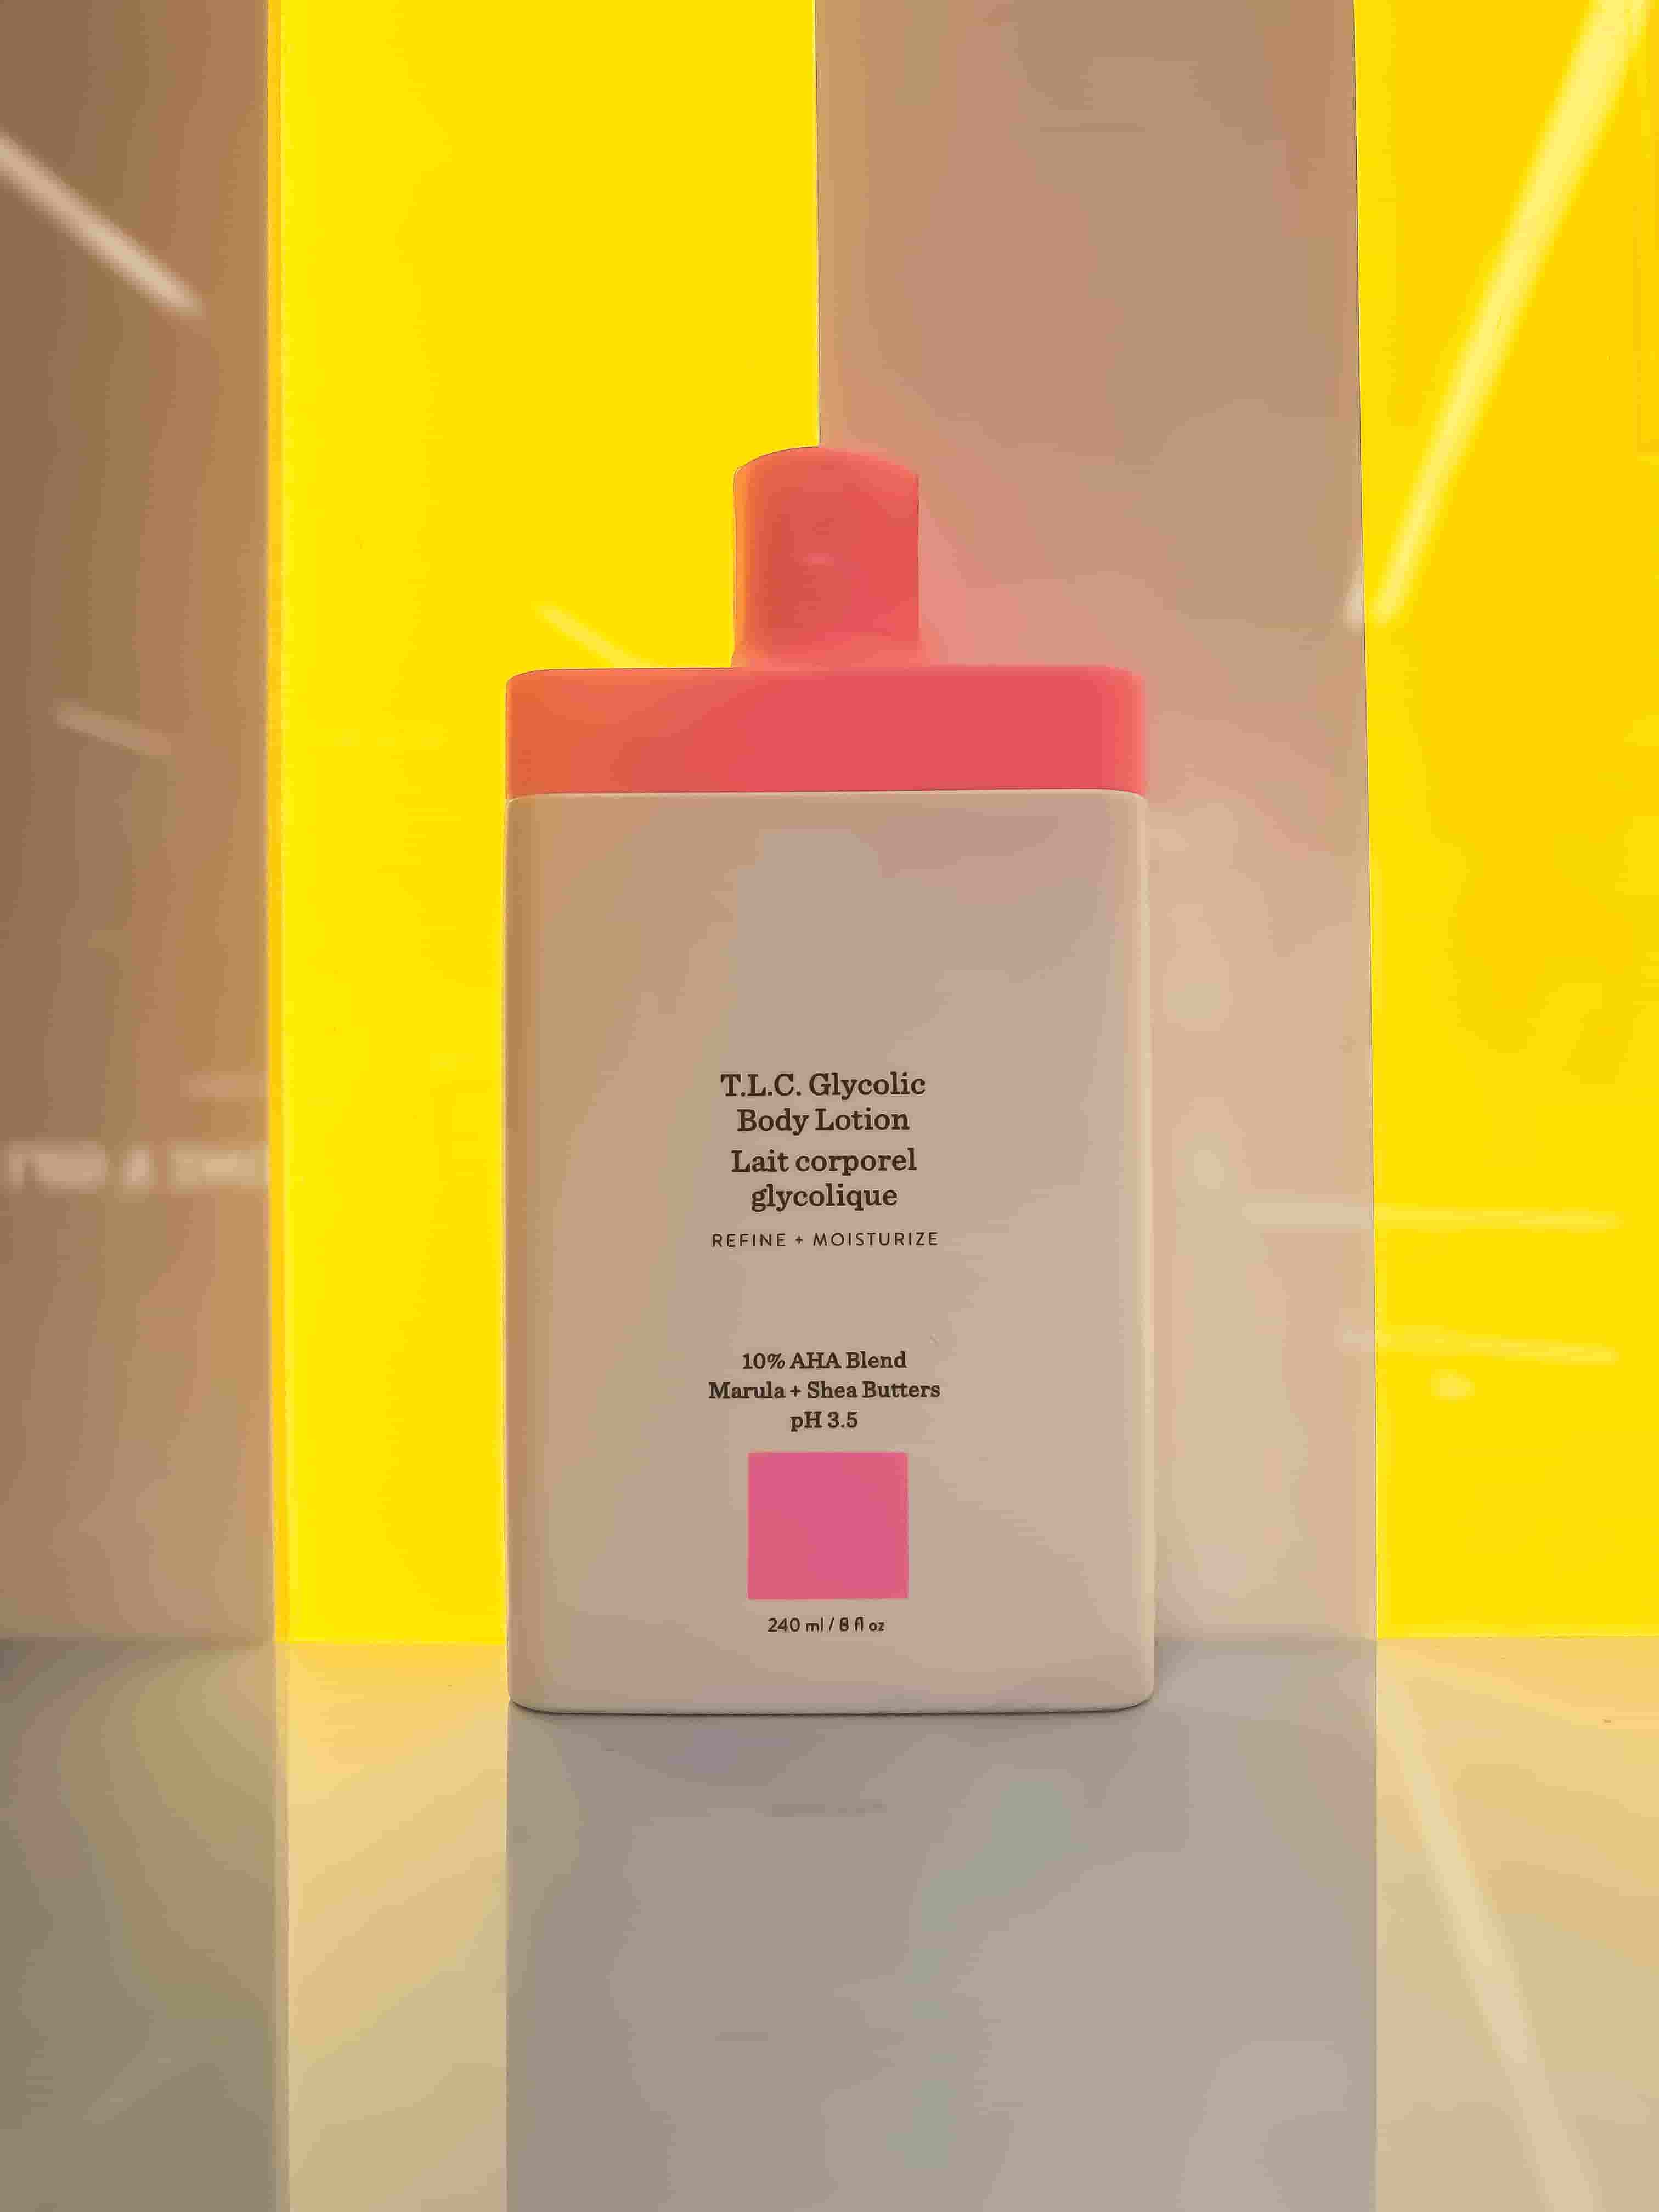 T.L.C. Glycolic
Body Lotion
Lait corporel
glycolique
REFINE + MOISTURIZE
10% AHA Blend
Marula + Shea Butters
pH 3.5
240 ml / 8 fl oz